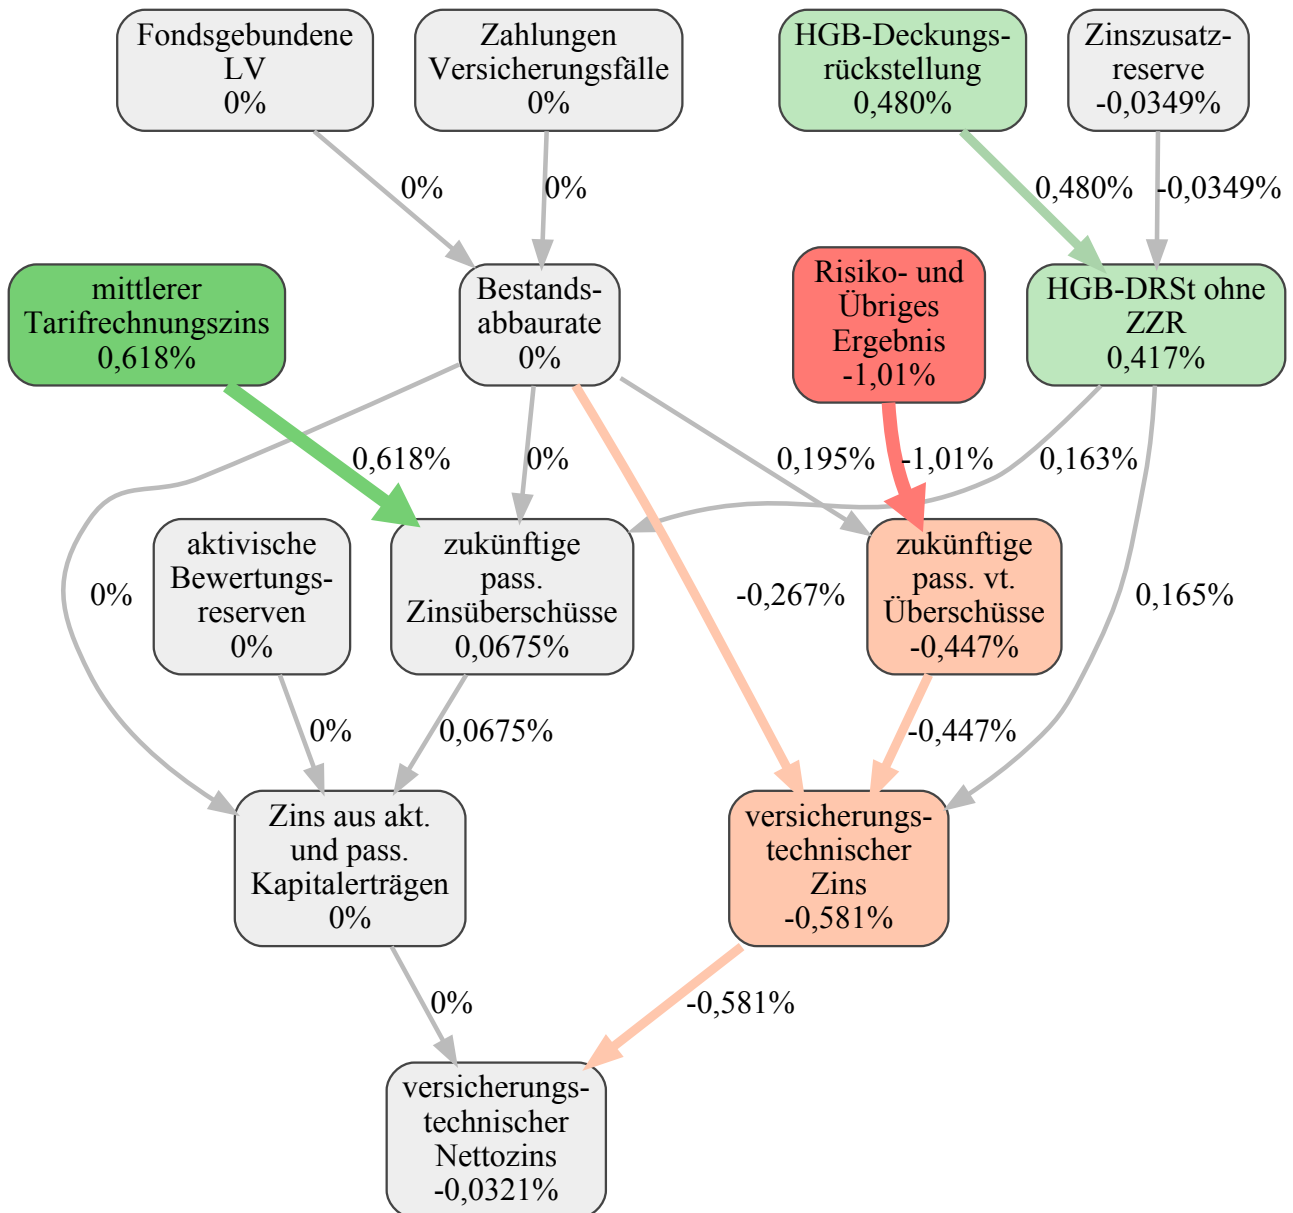 Fondsgebundene
LV
0%
Zahlungen
Versicherungsfälle
0%
HGB-Deckungs-
rückstellung
0,480%
Zinszusatz-
reserve
-0,0349%
0%
0%
0,480%
-0,0349%
mittlerer
Tarifrechnungszins
0,618%
Bestands-
abbaurate
0%
Risiko- und
Übriges
Ergebnis
-1,01%
HGB-DRSt ohne
ZZR
0,417%
0,618%
0%
0,195%
-1,01%
0,163%
0%
aktivische
Bewertungs-
reserven
0%
zukünftige
pass.
Zinsüberschüsse
0,0675%
-0,267%
zukünftige
pass. vt.
Überschüsse
-0,447%
0,165%
0%
0,0675%
-0,447%
Zins aus akt.
und pass.
Kapitalerträgen
0%
versicherungs-
technischer
Zins
-0,581%
0%
-0,581%
versicherungs-
technischer
Nettozins
-0,0321%